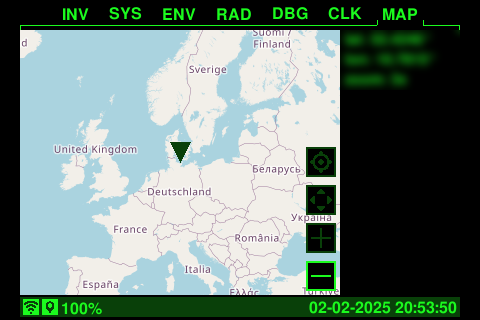 INV SYS ENV RAD DBG CLK MAP
d
Suomi /
Finland
Sverige
United Kingdom
Беларусь
Deutschland
Україна
France
România
Italia
España
Ελλάς
Türkiye
100% 02-02-2025 20:53:50